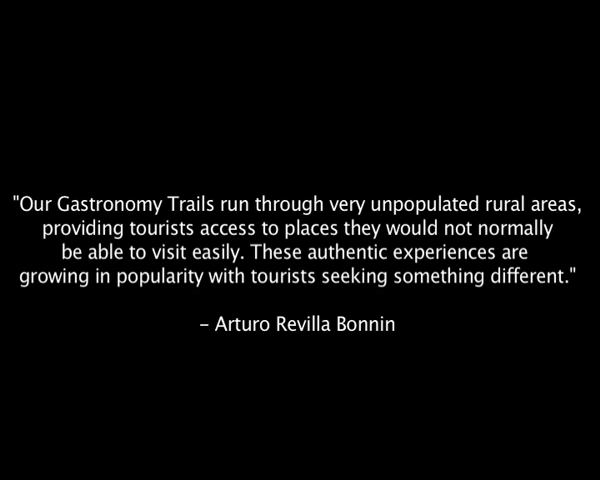 "Our Gastronomy Trails run through very unpopulated rural areas,
providing tourists access to places they would not normally
be able to visit easily. These authentic experiences are
growing in popularity with tourists seeking something different."
– Arturo Revilla Bonnin